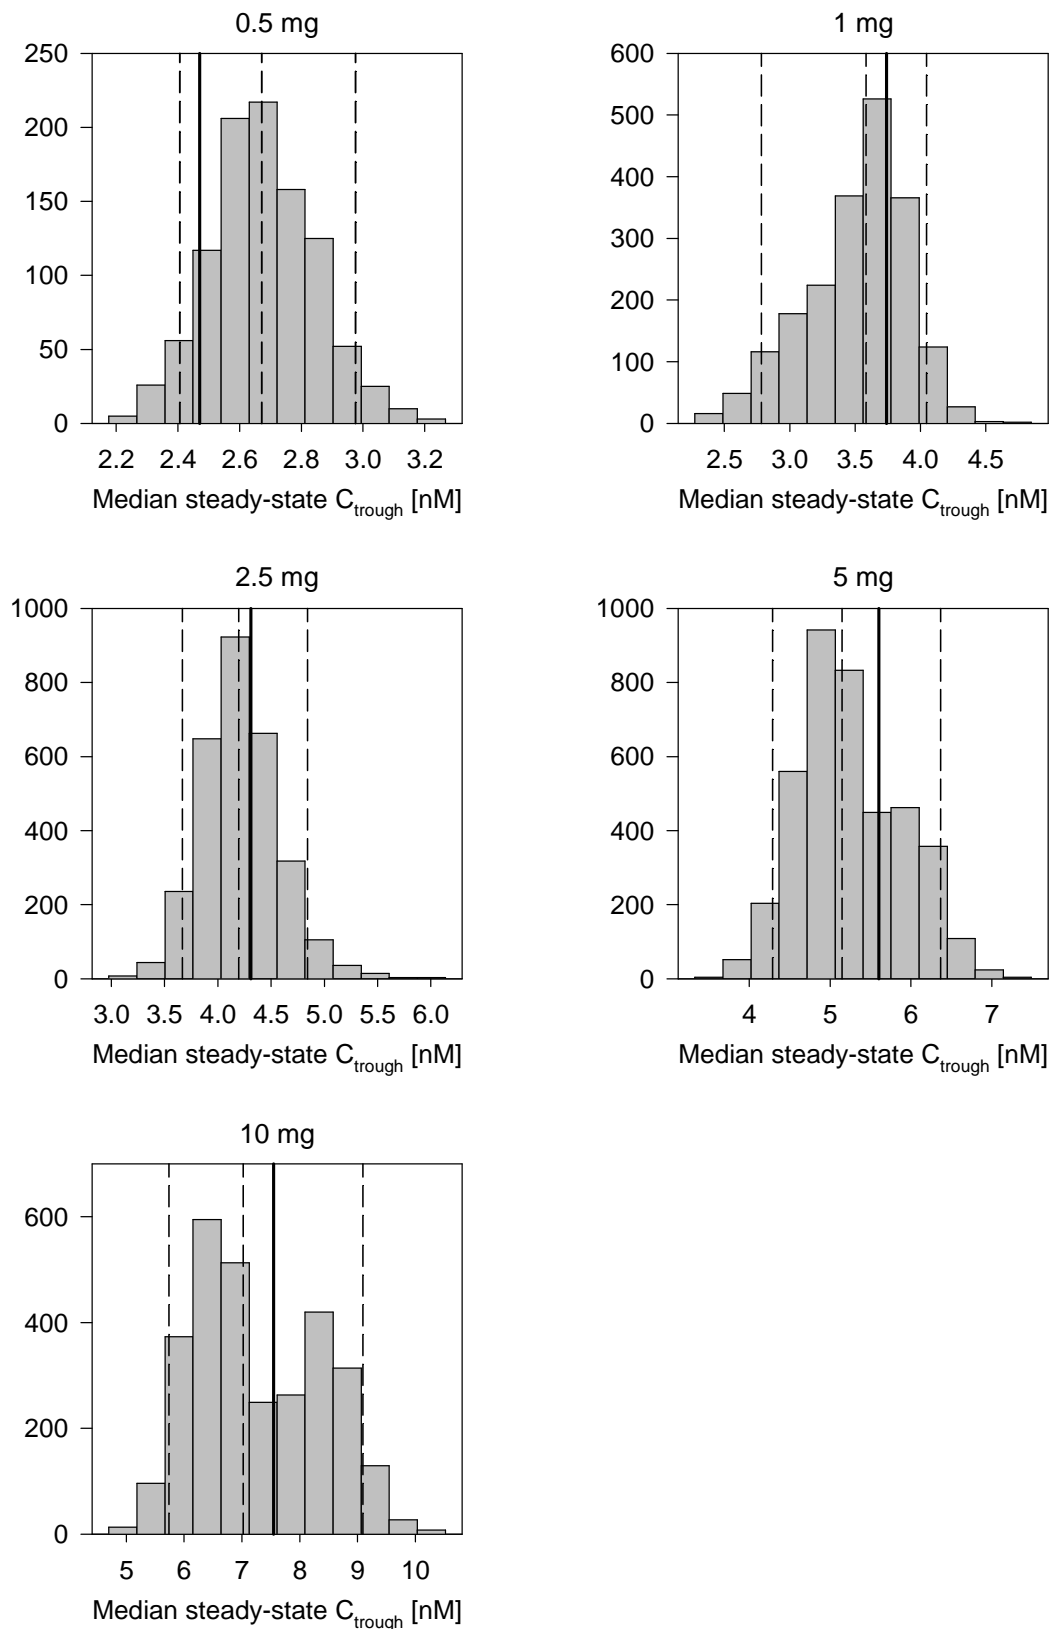 0.5 mg
250
200
150
100
50
0
2.2 2.4 2.6 2.8 3.0 3.2
Median steady-state Ctrough [nM]
1 mg
600
500
400
300
200
100
0
2.5 3.0 3.5 4.0 4.5
Median steady-state Ctrough [nM]
2.5 mg
1000
800
600
400
200
0
3.0 3.5 4.0 4.5 5.0 5.5 6.0
Median steady-state Ctrough [nM]
5 mg
1000
800
600
400
200
0
4 5 6 7
Median steady-state Ctrough [nM]
10 mg
600
400
200
0
5 6 7 8 9 10
Median steady-state Ctrough [nM]